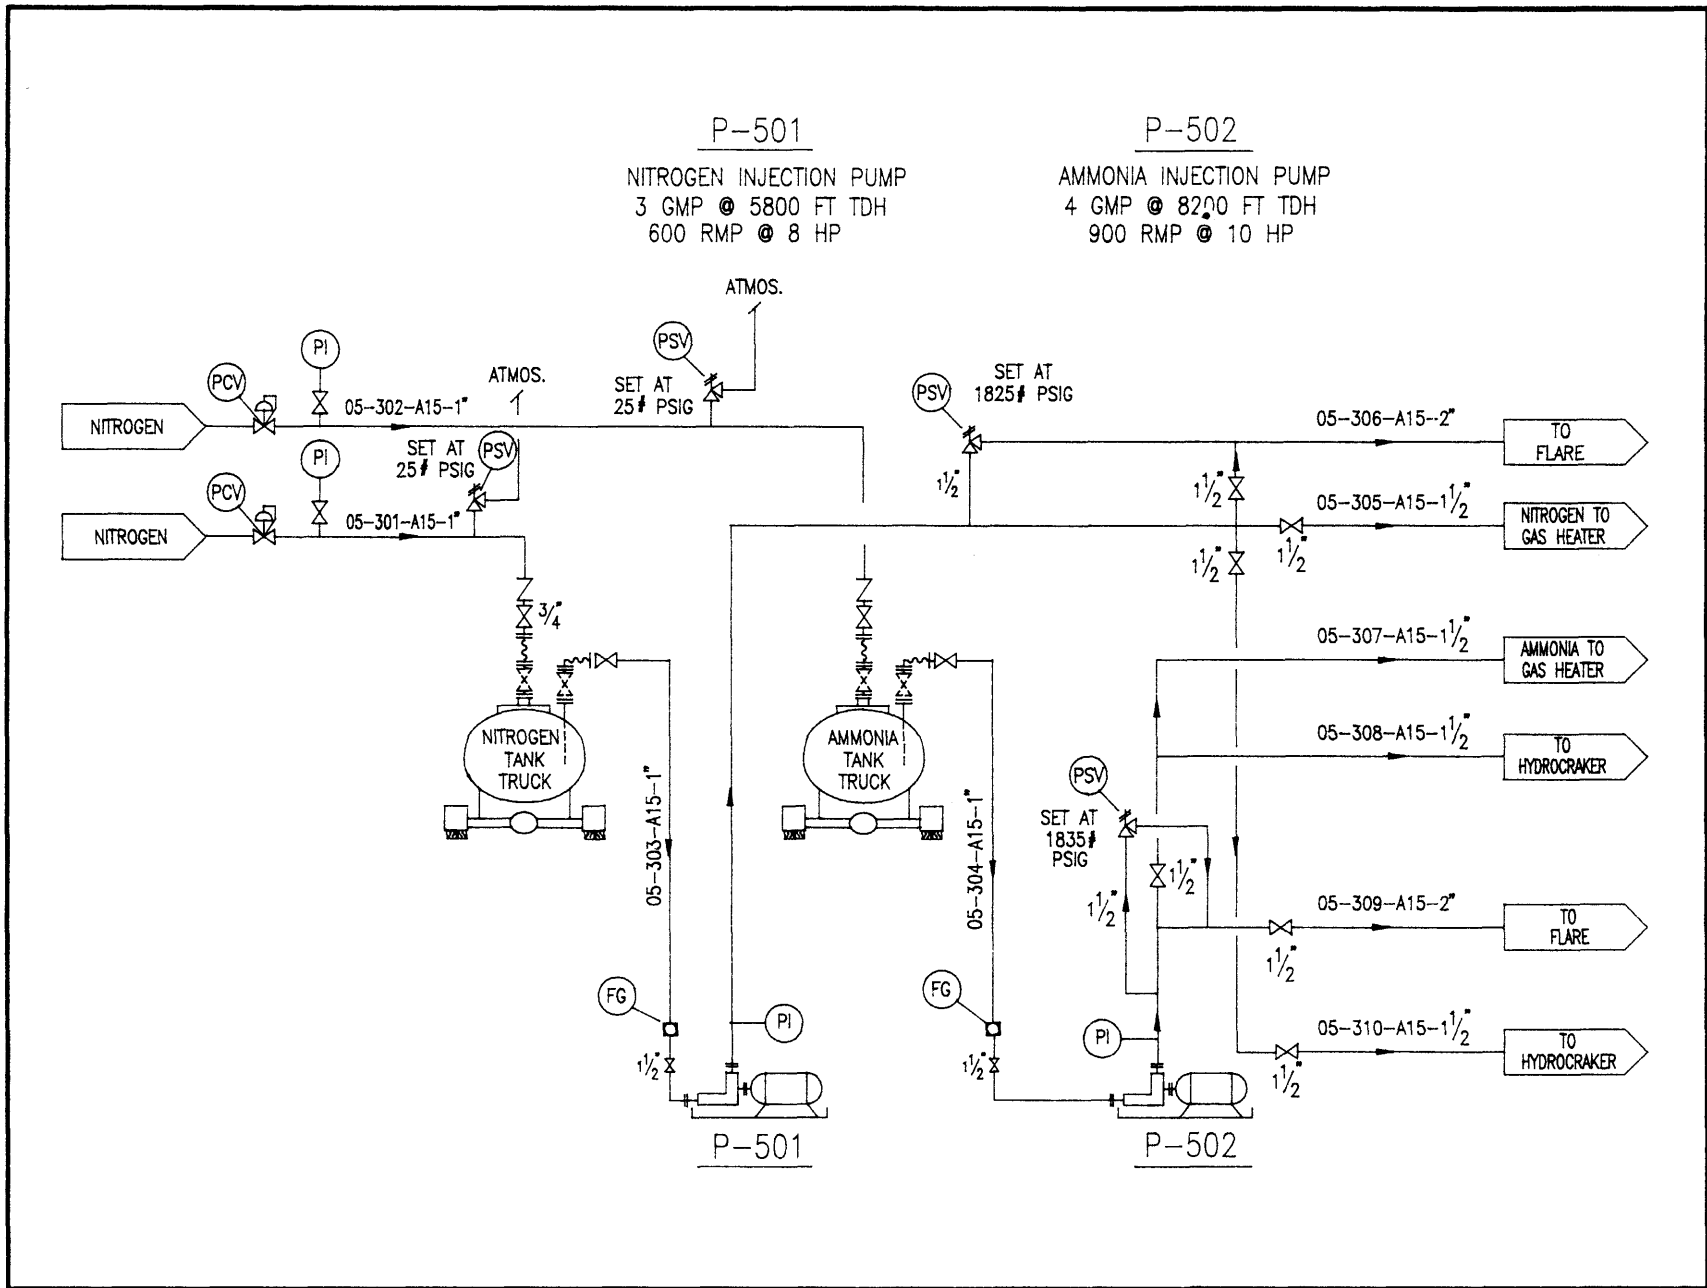 P-501
NITROGEN INJECTION PUMP
3 GMP @ 5800 FT TDH
600 RMP @ 8 HP
P-502
AMMONIA INJECTION PUMP
4 GMP @ 8200 FT TDH
900 RMP @ 10 HP
ATMOS.
PI
PSV
PCV
ATMOS.
SET AT
25# PSIG
SET AT
1825# PSIG
PSV
05-302-A15-1"
NITROGEN
05-306-A15-2"
TO
FLARE
PI
SET AT
25# PSIG
PSV
PCV
1 1/2"
1 1/2"
05-305-A15-1 1/2"
NITROGEN
05-301-A15-1"
NITROGEN TO
GAS HEATER
1 1/2"
1 1/2"
3/4"
05-307-A15-1 1/2"
AMMONIA TO
GAS HEATER
NITROGEN
TANK
TRUCK
AMMONIA
TANK
TRUCK
05-308-A15-1 1/2"
TO
HYDROCRAKER
PSV
SET AT
1835#
PSIG
05-303-A15-1"
05-304-A15-1"
1 1/2"
1 1/2"
05-309-A15-2"
TO
FLARE
1 1/2"
FG
PI
FG
PI
05-310-A15-1 1/2"
TO
HYDROCRAKER
1 1/2"
1 1/2"
1 1/2"
P-501
P-502